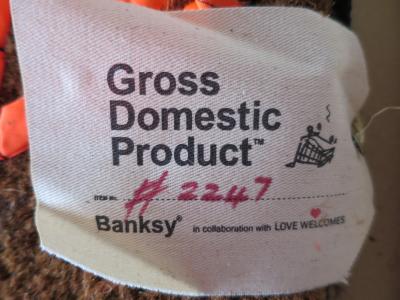 Gross
Domestic
Product™
ITEM No. # 2247
Banksy® in collaboration with LOVE WELCOMES